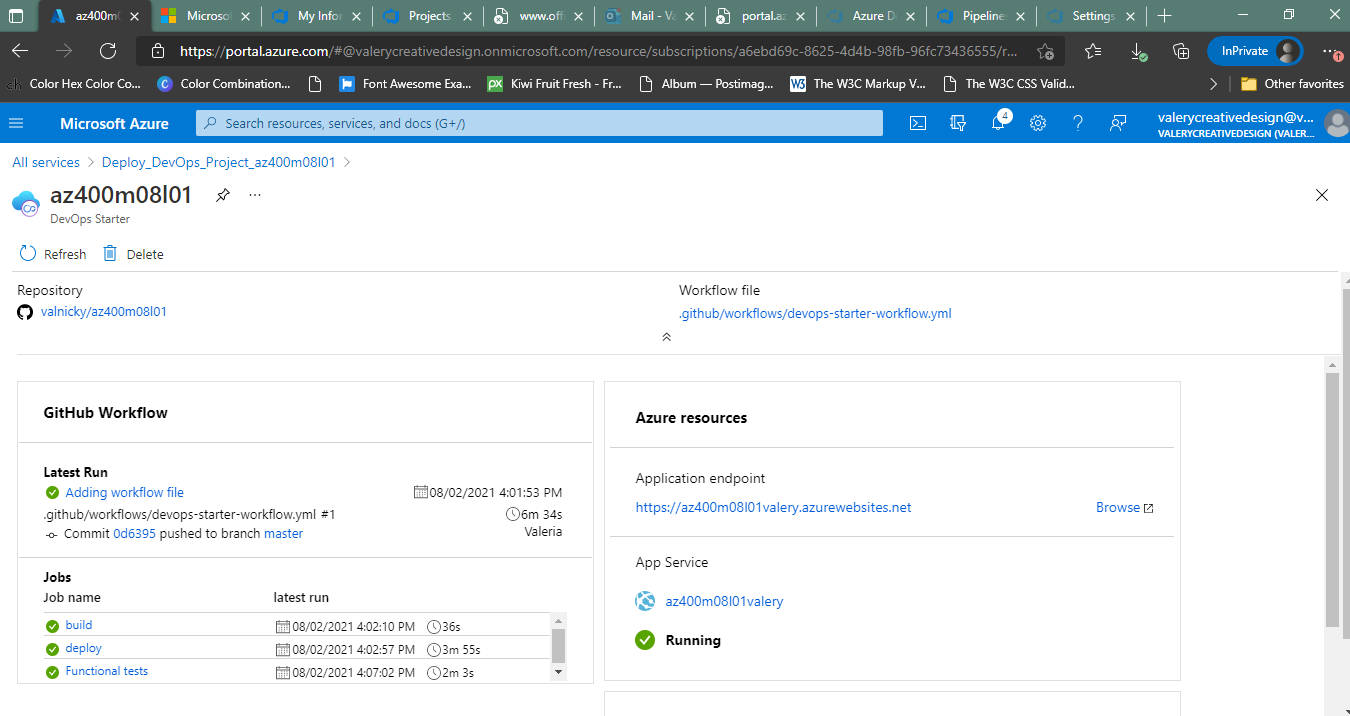 az400m0
Microso
My Infor
Projects
www.off
Mail - Va
portal.az
Azure De
Pipeline
Settings
https://portal.azure.com/#@valerycreativedesign.onmicrosoft.com/resource/subscriptions/a6ebd69c-8625-4d4b-98fb-96fc73436555/r...
InPrivate
Color Hex Color Co...
Color Combination...
Font Awesome Exa...
Kiwi Fruit Fresh - Fr...
Album — Postimag...
The W3C Markup V...
The W3C CSS Valid...
Other favorites
Microsoft Azure
Search resources, services, and docs (G+/)
4
valerycreativedesign@v...
VALERYCREATIVEDESIGN (VALER...
All services > Deploy_DevOps_Project_az400m08l01 >
az400m08l01
DevOps Starter
Refresh
Delete
Repository
valnicky/az400m08l01
Workflow file
.github/workflows/devops-starter-workflow.yml
GitHub Workflow
Latest Run
Adding workflow file
08/02/2021 4:01:53 PM
.github/workflows/devops-starter-workflow.yml #1
6m 34s
Commit 0d6395 pushed to branch master
Valeria
Jobs
Job name
latest run
build
08/02/2021 4:02:10 PM
36s
deploy
08/02/2021 4:02:57 PM
3m 55s
Functional tests
08/02/2021 4:07:02 PM
2m 3s
Azure resources
Application endpoint
https://az400m08l01valery.azurewebsites.net
Browse
App Service
az400m08l01valery
Running